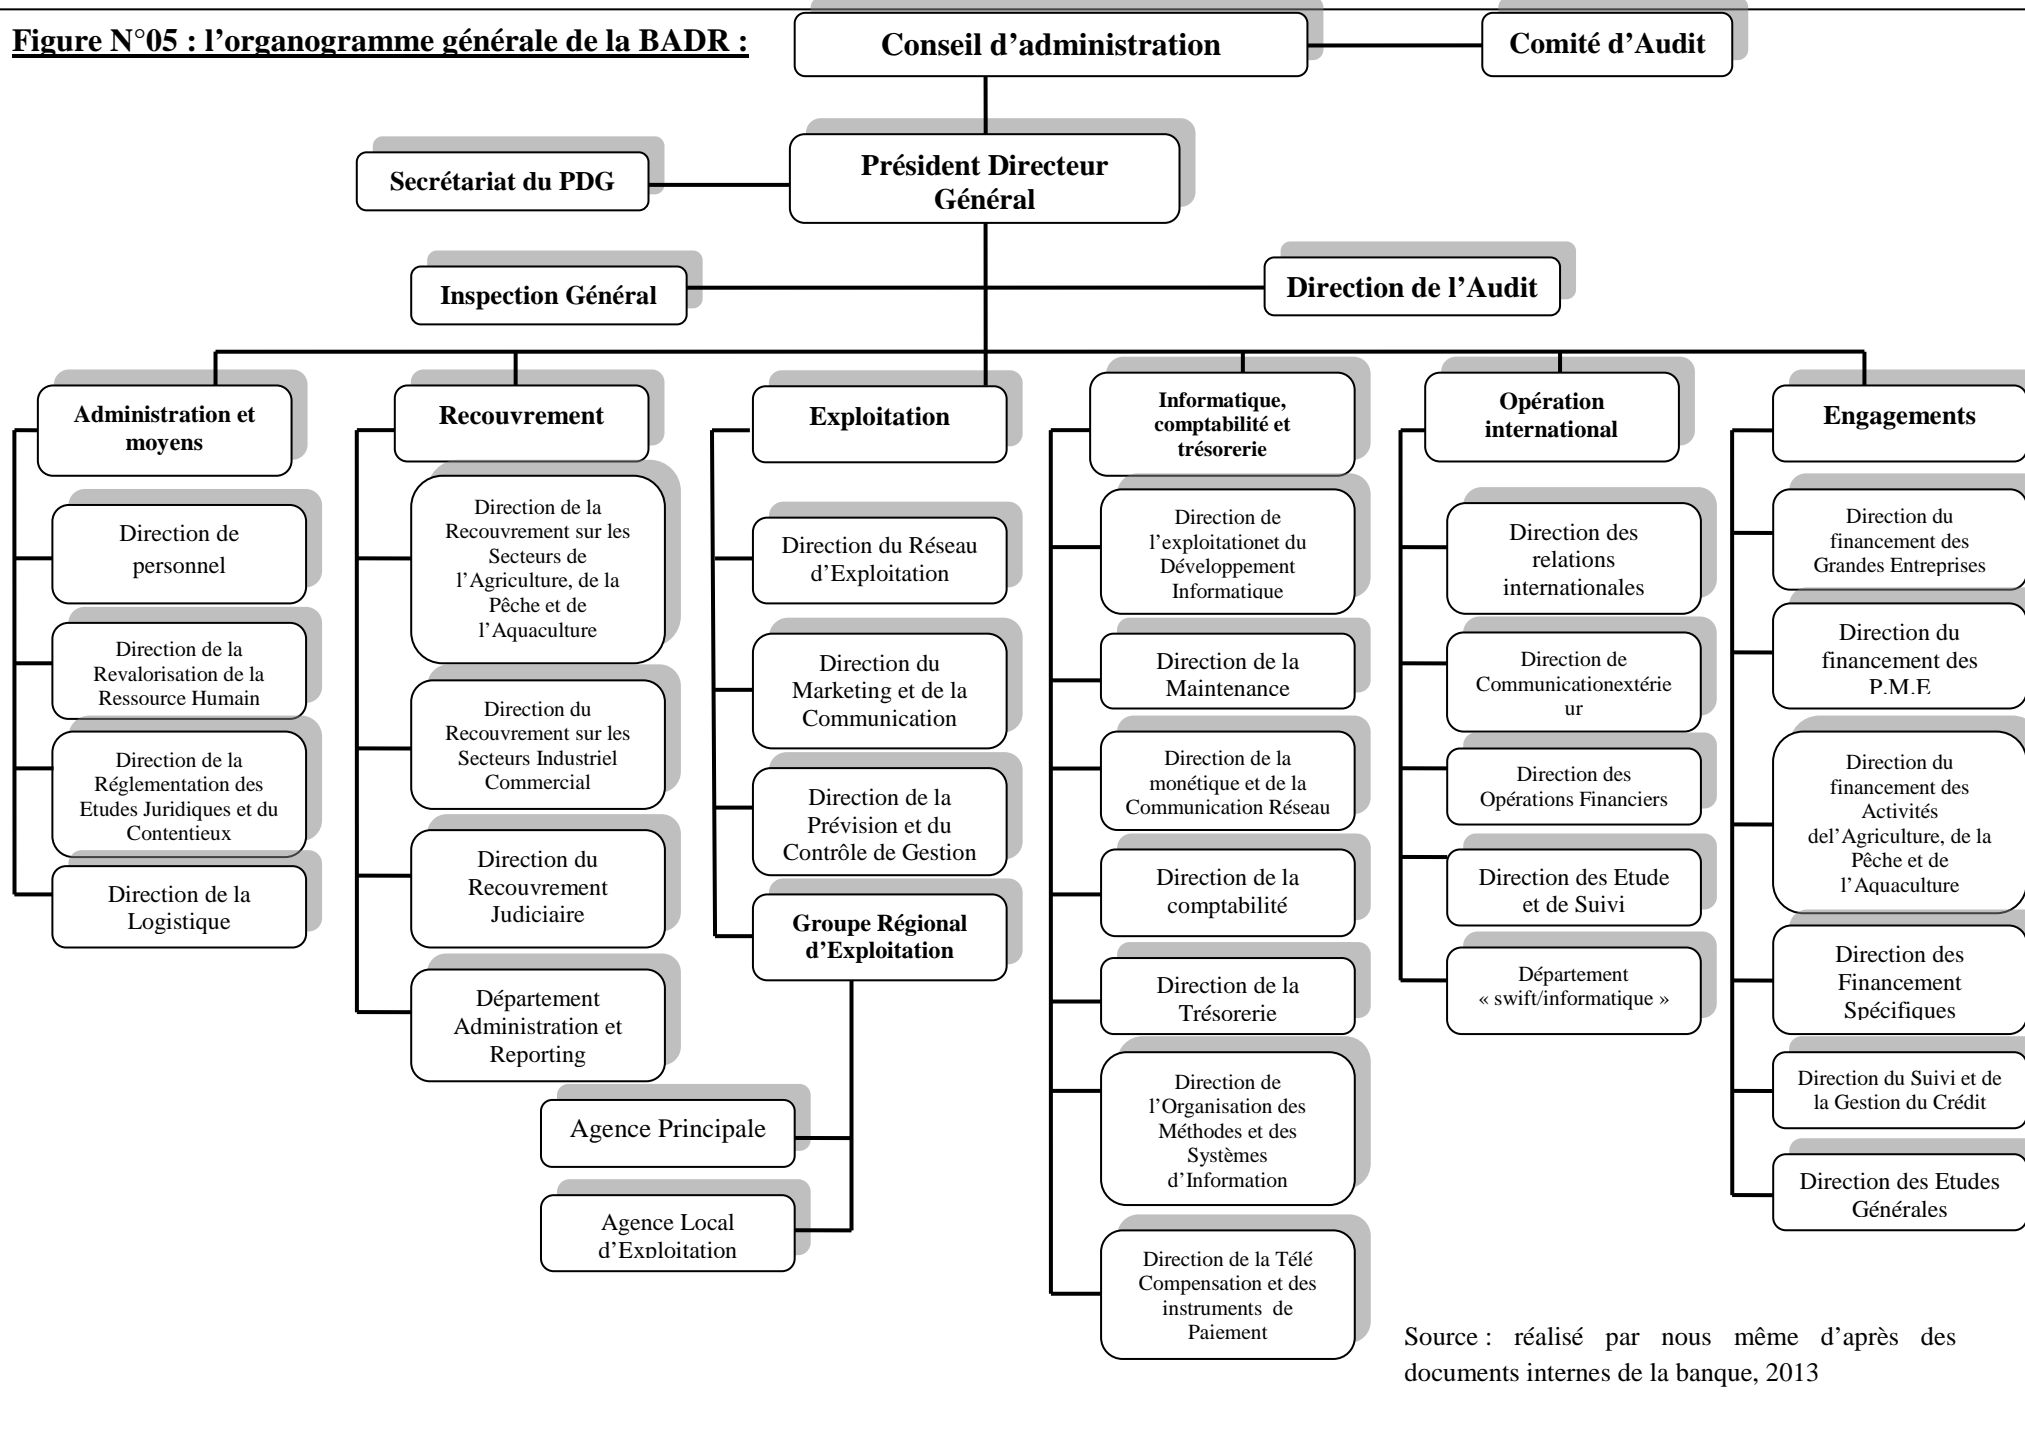 Figure N°05 : l’organogramme générale de la BADR :
Conseil d’administration
Comité d’Audit
Secrétariat du PDG
Président Directeur
Général
Inspection Général
Direction de l’Audit
Administration et
moyens
Direction de
personnel
Direction de la
Revalorisation de la
Ressource Humain
Direction de la
Réglementation des
Etudes Juridiques et du
Contentieux
Direction de la
Logistique
Recouvrement
Direction de la
Recouvrement sur les
Secteurs de
l’Agriculture, de la
Pêche et de
l’Aquaculture
Direction du
Recouvrement sur les
Secteurs Industriel
Commercial
Direction du
Recouvrement
Judiciaire
Département
Administration et
Reporting
Exploitation
Direction du Réseau
d’Exploitation
Direction du
Marketing et de la
Communication
Direction de la
Prévision et du
Contrôle de Gestion
Groupe Régional
d’Exploitation
Agence Principale
Agence Local
d’Exploitation
Informatique,
comptabilité et
trésorerie
Direction de
l’exploitationet du
Développement
Informatique
Direction de la
Maintenance
Direction de la
monétique et de la
Communication Réseau
Direction de la
comptabilité
Direction de la
Trésorerie
Direction de
l’Organisation des
Méthodes et des
Systèmes
d’Information
Direction de la Télé
Compensation et des
instruments de
Paiement
Opération
international
Direction des
relations
internationales
Direction de
Communicationextérie
ur
Direction des
Opérations Financiers
Direction des Etude
et de Suivi
Département
« swift/informatique »
Engagements
Direction du
financement des
Grandes Entreprises
Direction du
financement des
P.M.E
Direction du
financement des
Activités
del’Agriculture, de la
Pêche et de
l’Aquaculture
Direction des
Financement
Spécifiques
Direction du Suivi et de
la Gestion du Crédit
Direction des Etudes
Générales
Source : réalisé par nous même d’après des
documents internes de la banque, 2013